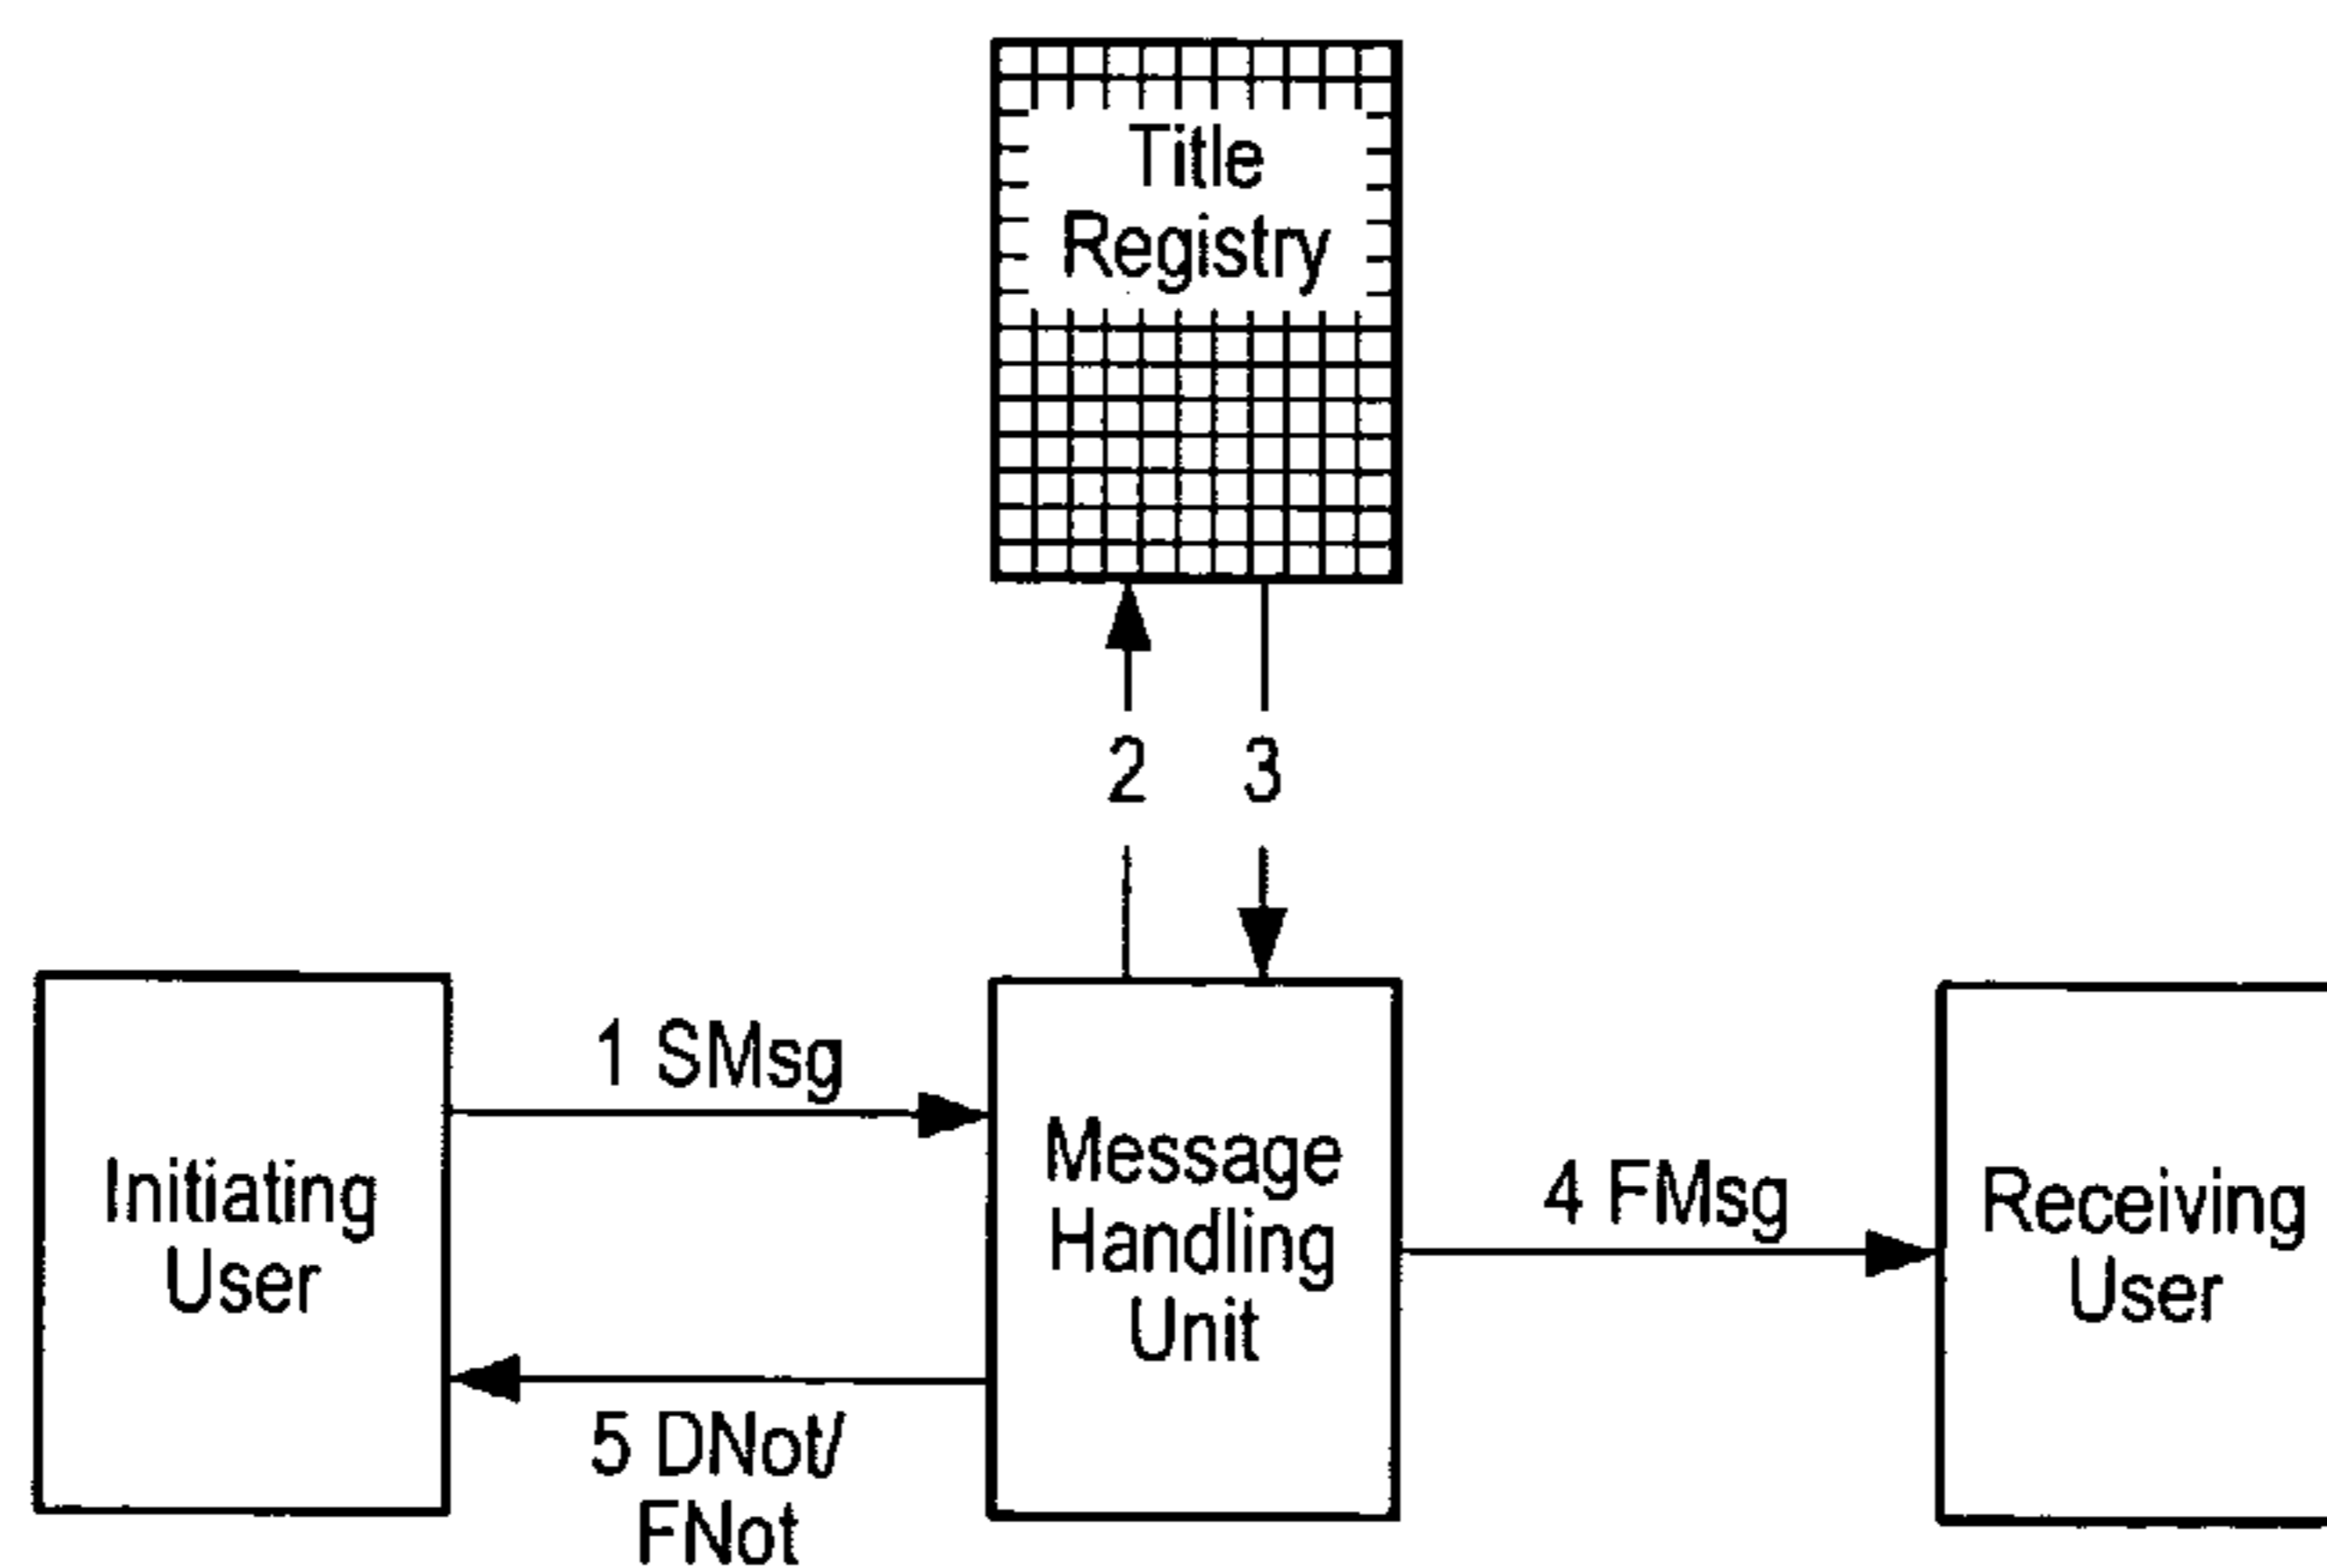 Title
Registry
2
3
1 SMsg
Initiating
User
Message
Handling
Unit
4 FMsg
Receiving
User
5 DNot/
FNot